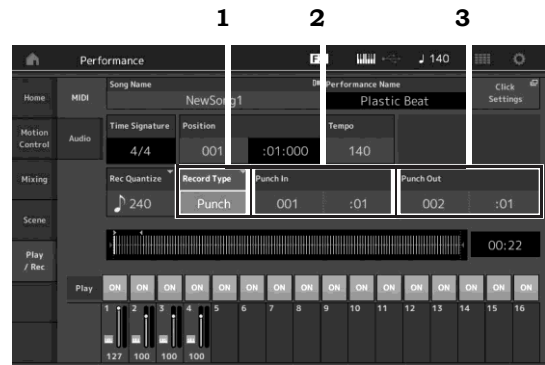 1 2 3
Performance 140
Song Name Performance Name
Home MIDI NewSong1 Plastic Beat Click Settings
Motion Control Audio Time Signature Position Tempo
4/4 001 :01:000 140
Mixing Rec Quantize Record Type Punch In Punch Out
240 Punch 001 :01 002 :01
Scene
Play / Rec 00:22
Play ON ON ON ON ON ON ON ON ON ON ON ON ON ON ON ON
1 2 3 4 5 6 7 8 9 10 11 12 13 14 15 16
127 100 100 100